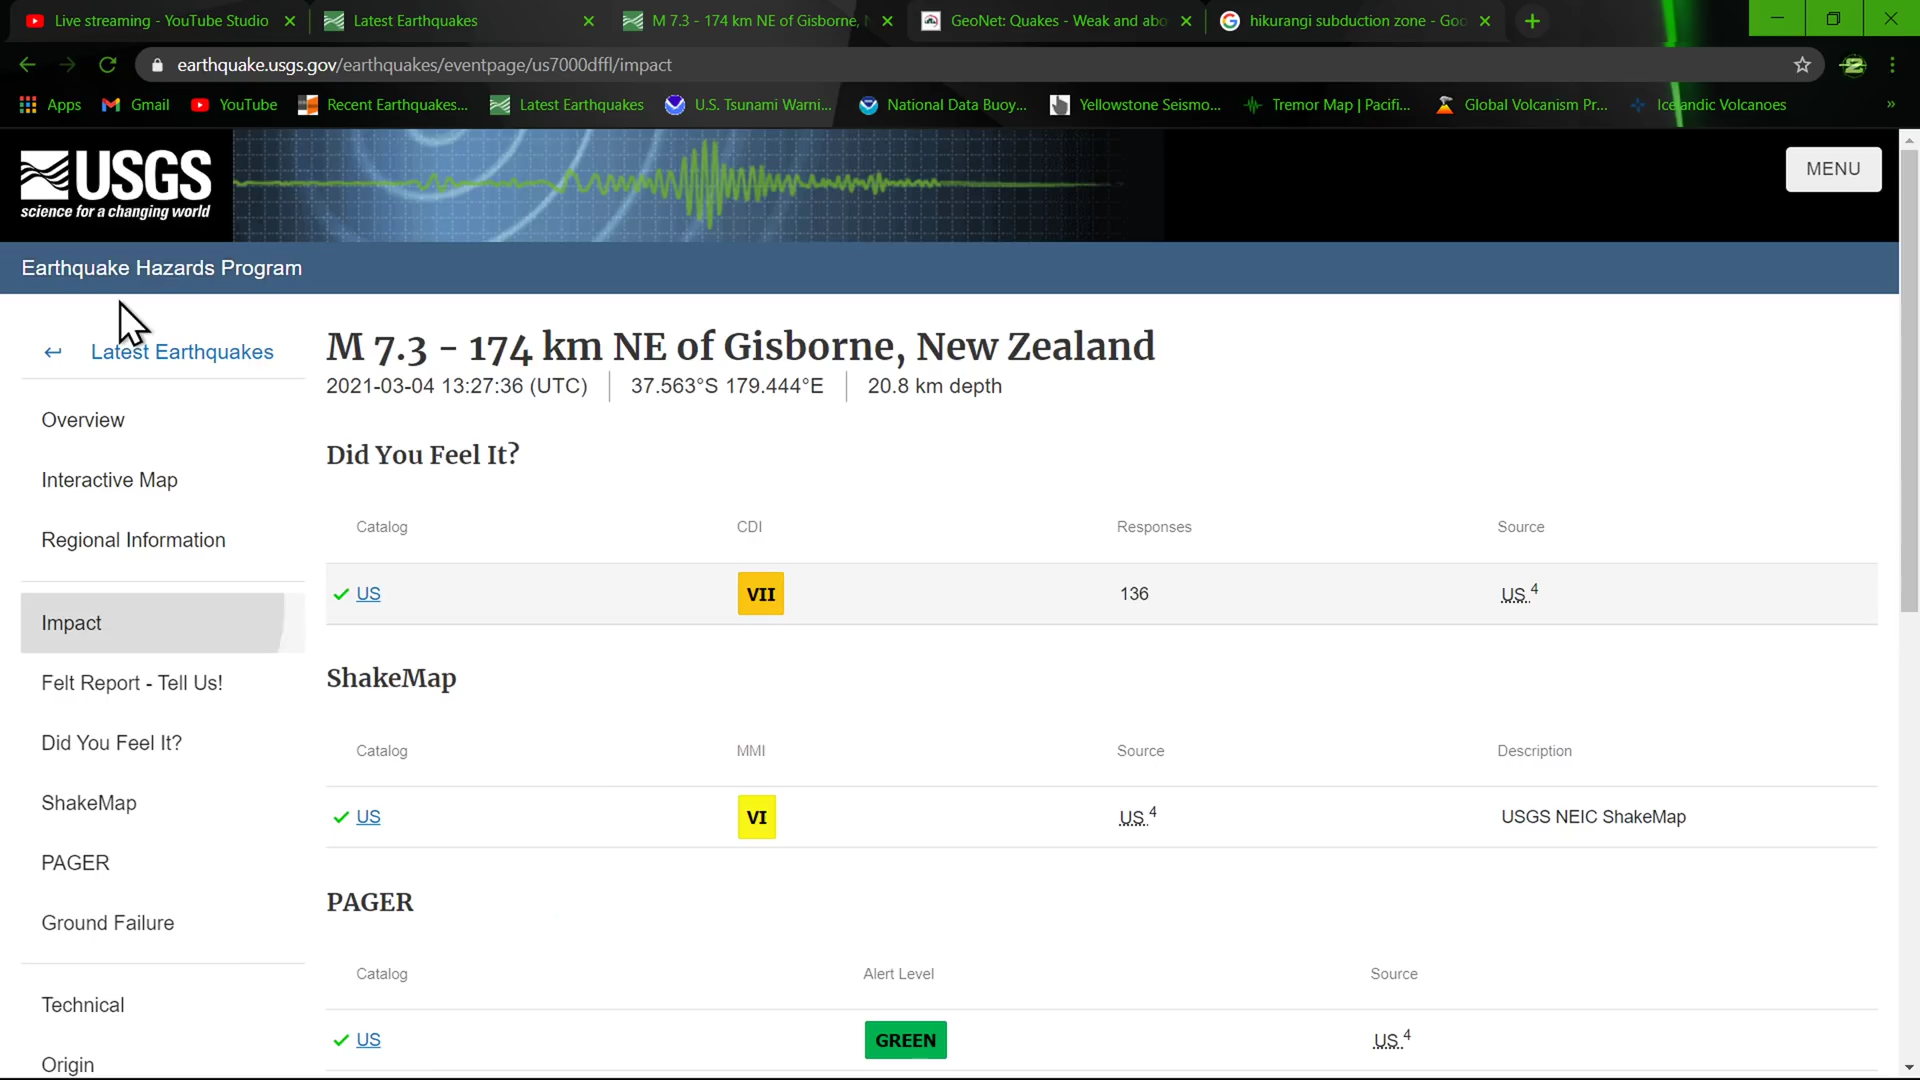 Live streaming - YouTube Studio
Latest Earthquakes
M 7.3 - 174 km NE of Gisborne,
GeoNet: Quakes - Weak and abo
hikurangi subduction zone - Goo
earthquake.usgs.gov/earthquakes/eventpage/us7000dffl/impact
Apps
Gmail
YouTube
Recent Earthquakes...
Latest Earthquakes
U.S. Tsunami Warni...
National Data Buoy...
Yellowstone Seismo...
Tremor Map | Pacifi...
Global Volcanism Pr...
Icelandic Volcanoes
»
USGS
science for a changing world
MENU
Earthquake Hazards Program
Latest Earthquakes
Overview
Interactive Map
Regional Information
Impact
Felt Report - Tell Us!
Did You Feel It?
ShakeMap
PAGER
Ground Failure
Technical
Origin
M 7.3 - 174 km NE of Gisborne, New Zealand
2021-03-04 13:27:36 (UTC)
37.563°S 179.444°E
20.8 km depth
Did You Feel It?
Catalog CDI Responses Source
US VII 136 US 4
ShakeMap
Catalog MMI Source Description
US VI US 4 USGS NEIC ShakeMap
PAGER
Catalog Alert Level Source
US GREEN US 4